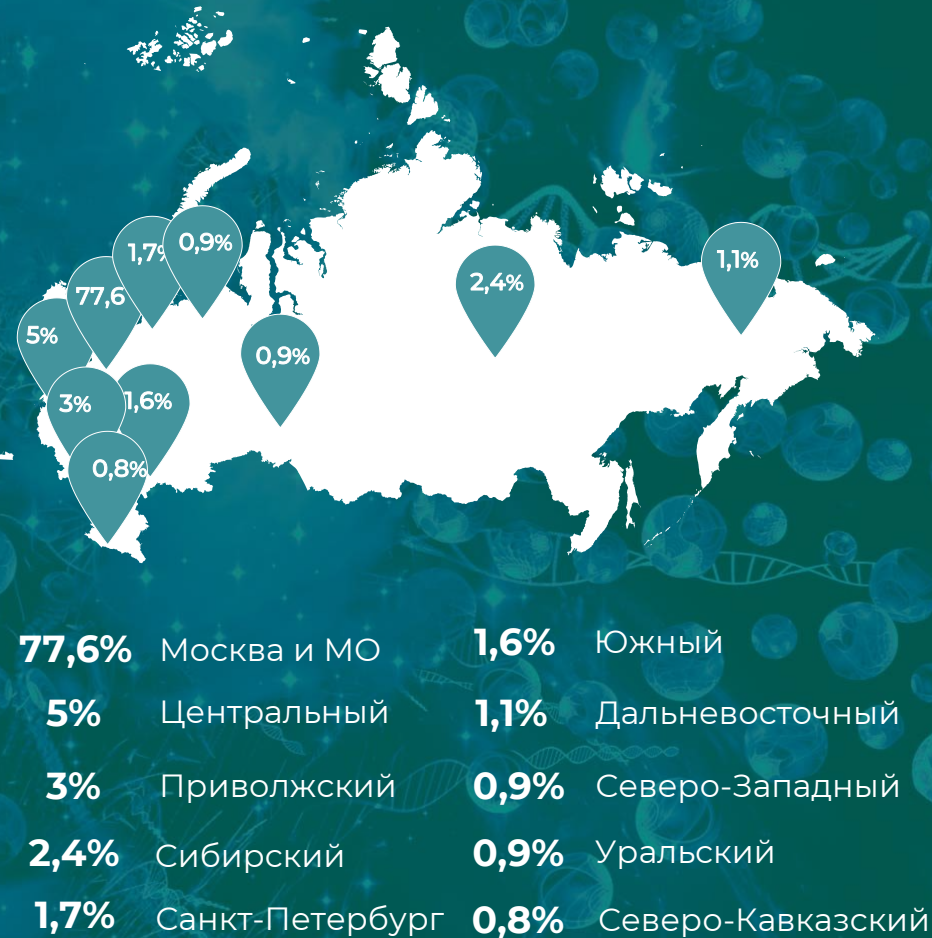 1,7%
0,9%
77,6
5%
2,4%
1,1%
0,9%
3%
1,6%
0,8%
77,6% Москва и МО
5% Центральный
3% Приволжский
2,4% Сибирский
1,7% Санкт-Петербург
1,6% Южный
1,1% Дальневосточный
0,9% Северо-Западный
0,9% Уральский
0,8% Северо-Кавказский